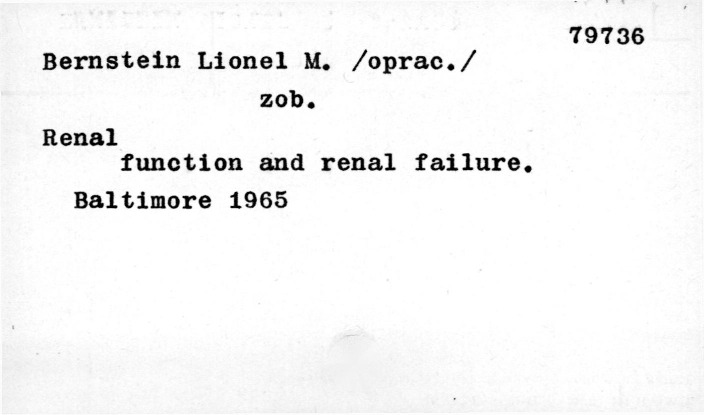 79736
Bernstein Lionel M. /oprac./
zob.
Renal
function and renal failure.
Baltimore 1965